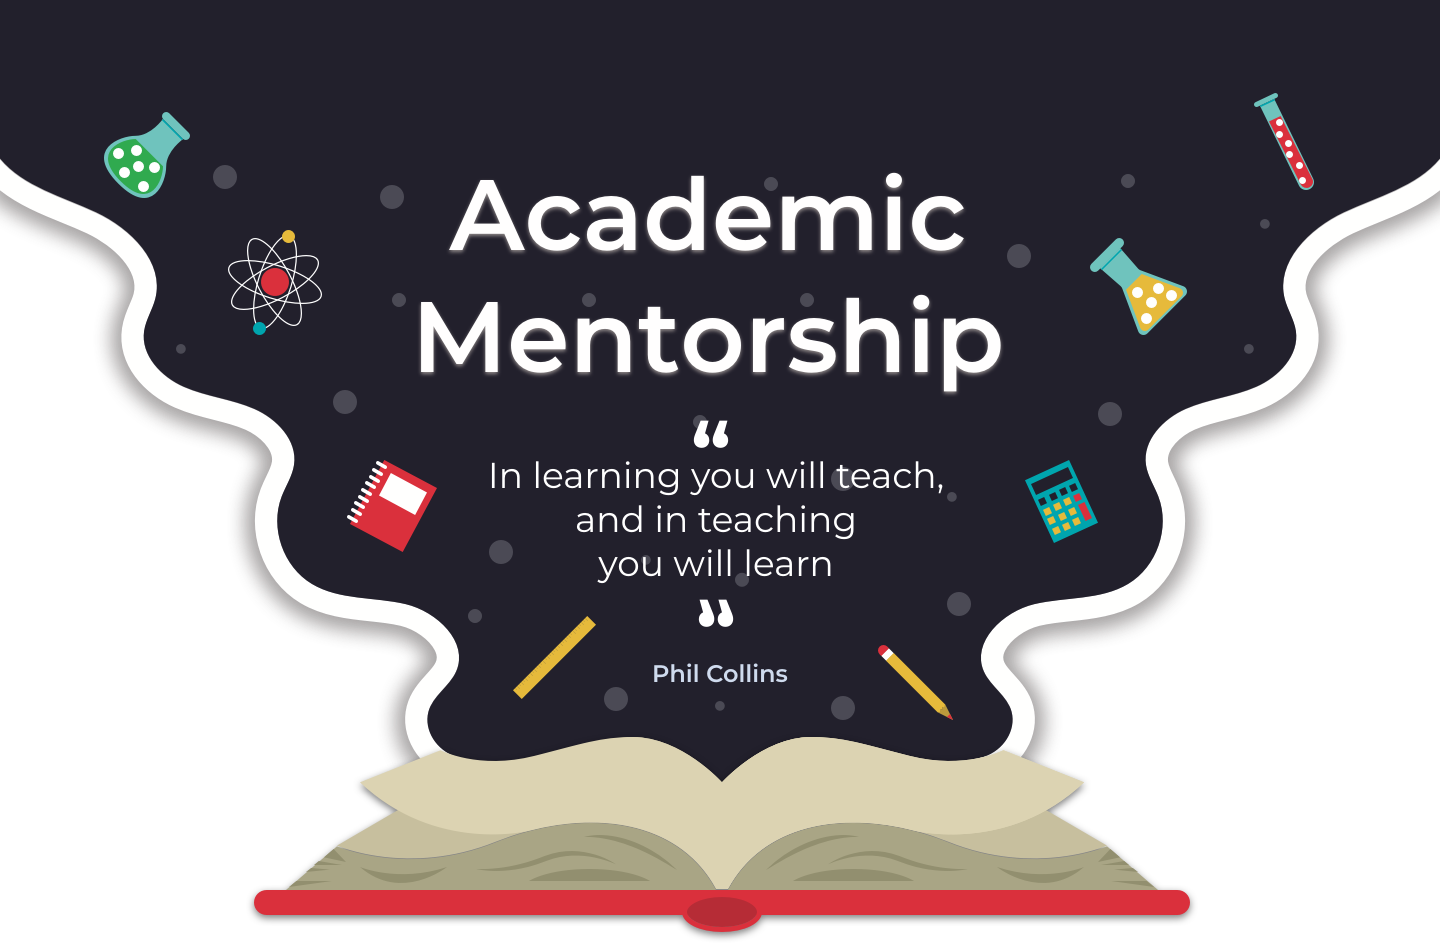 Academic
Mentorship
“
In learning you will teach,
and in teaching
you will learn
”
Phil Collins